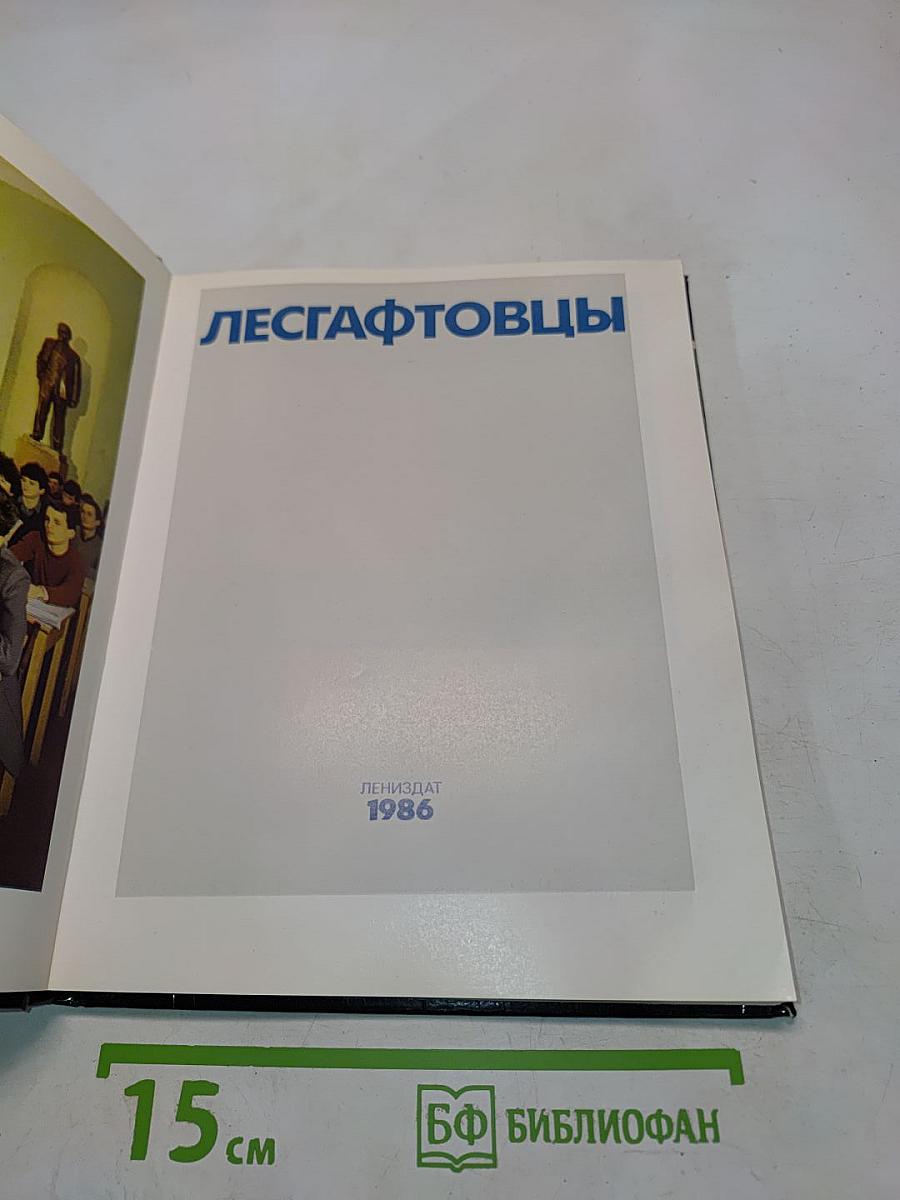 ЛЕСГАФТОВЦЫ
ЛЕНИЗДАТ
1986
15 см
БФ БИБЛИОФАН